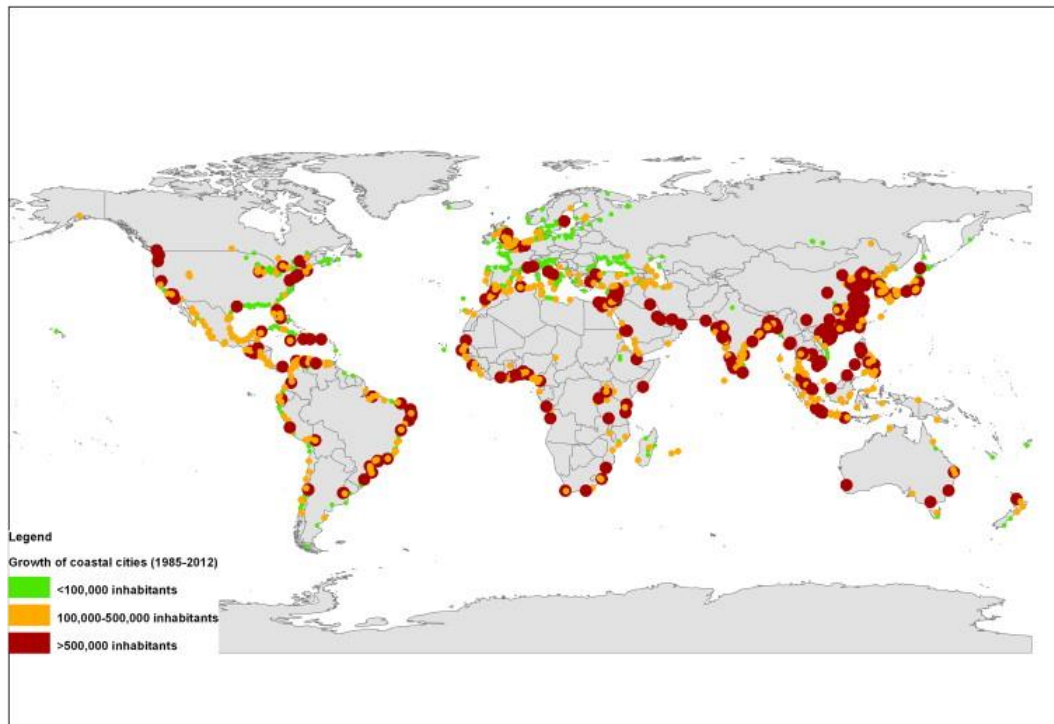 Legend
Growth of coastal cities (1985-2012)
<100,000 inhabitants
100,000-500,000 inhabitants
>500,000 inhabitants